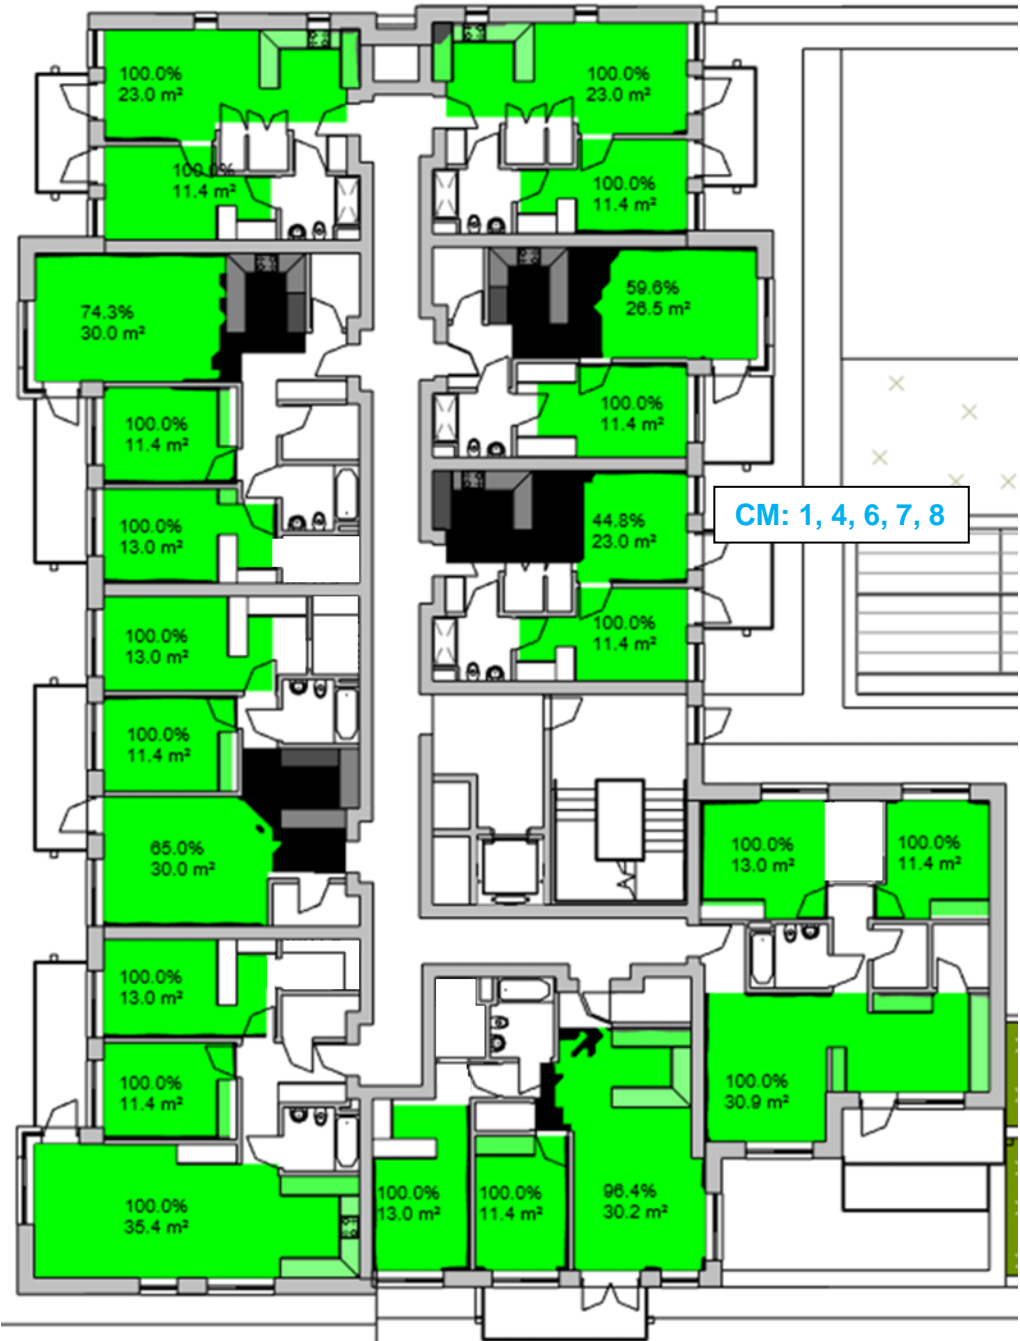 100.0%
23.0 m²
100.0%
23.0 m²
100.0%
11.4 m²
100.0%
11.4 m²
74.3%
30.0 m²
59.6%
26.5 m²
100.0%
11.4 m²
100.0%
11.4 m²
100.0%
13.0 m²
44.8%
23.0 m²
CM: 1, 4, 6, 7, 8
100.0%
13.0 m²
100.0%
11.4 m²
100.0%
11.4 m²
65.0%
30.0 m²
100.0%
13.0 m²
100.0%
11.4 m²
100.0%
13.0 m²
100.0%
11.4 m²
100.0%
30.9 m²
100.0%
35.4 m²
100.0%
13.0 m²
100.0%
11.4 m²
96.4%
30.2 m²